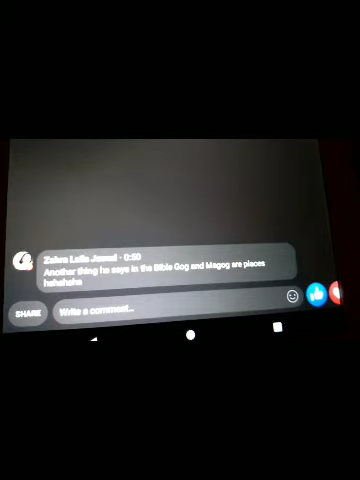 Zahra Laila Jawad · 0:50
Another thing he says in the Bible Gog and Magog are places
hahahaha
SHARE
Write a comment...